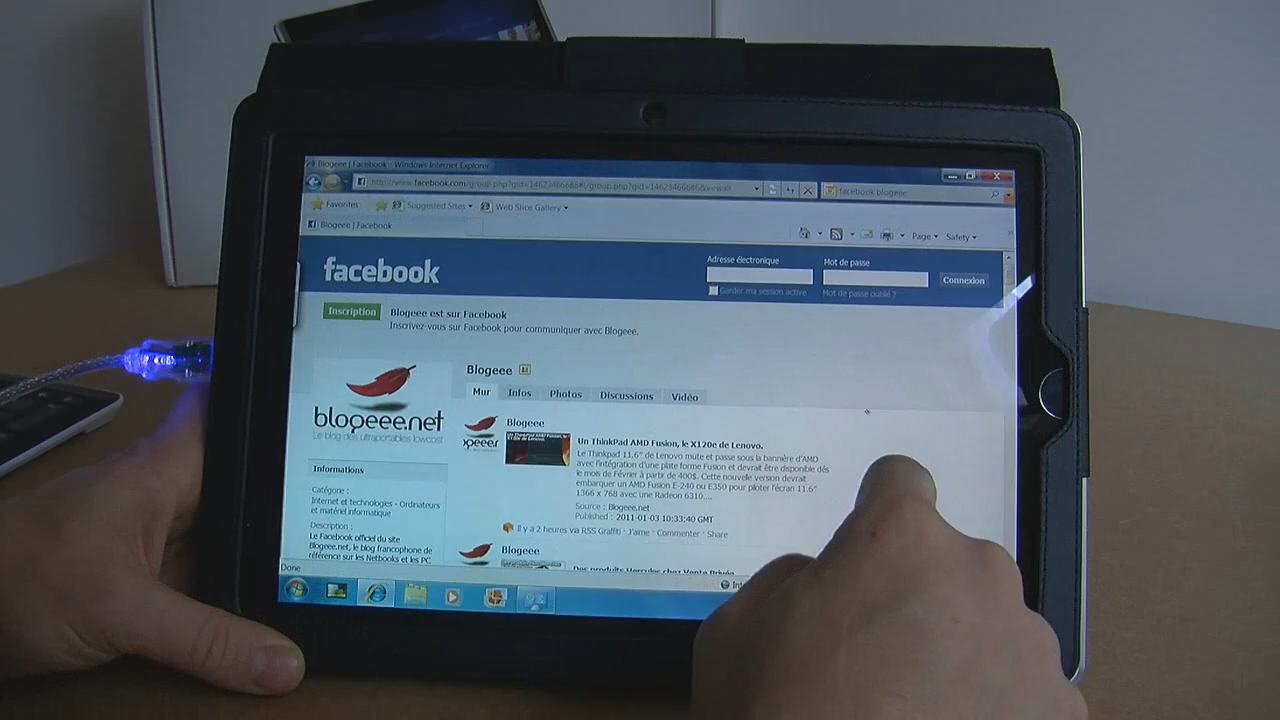 Blogeee | Facebook - Windows Internet Explorer
facebook blogeee
Favorites Suggested Sites Web Slice Gallery
Blogeee | Facebook
Page Safety
facebook
Adresse électronique
Mot de passe
Connexion
Garder ma session active
Mot de passe oublié ?
Inscription
Blogeee est sur Facebook
Inscrivez-vous sur Facebook pour communiquer avec Blogeee.
blogeee.net
Le blog des ultraportables lowcost
Blogeee
Mur Infos Photos Discussions Vidéo
Blogeee
Un ThinkPad AMD Fusion, le X120e de Lenovo.
Le Thinkpad 11.6" de Lenovo mute et passe sous la bannière d'AMD
avec l'intégration d'une plate forme Fusion et devrait être disponible dès
le mois de Février à partir de 400$. Cette nouvelle version devrait
embarquer un AMD Fusion E-240 ou E350 pour piloter l'écran 11.6"
1366 x 768 avec une Radeon 6310....
Source : Blogeee.net
Published : 2011-01-03 10:33:40 GMT
Il y a 2 heures via RSS Graffiti · J'aime · Commenter · Share
Informations
Catégorie :
Internet et technologies - Ordinateurs
et matériel informatique
Description :
Le Facebook officiel du site
Blogeee.net, le blog francophone de
référence sur les Netbooks et les PC
Blogeee
Des produits Hercules chez Vente Privée
Done